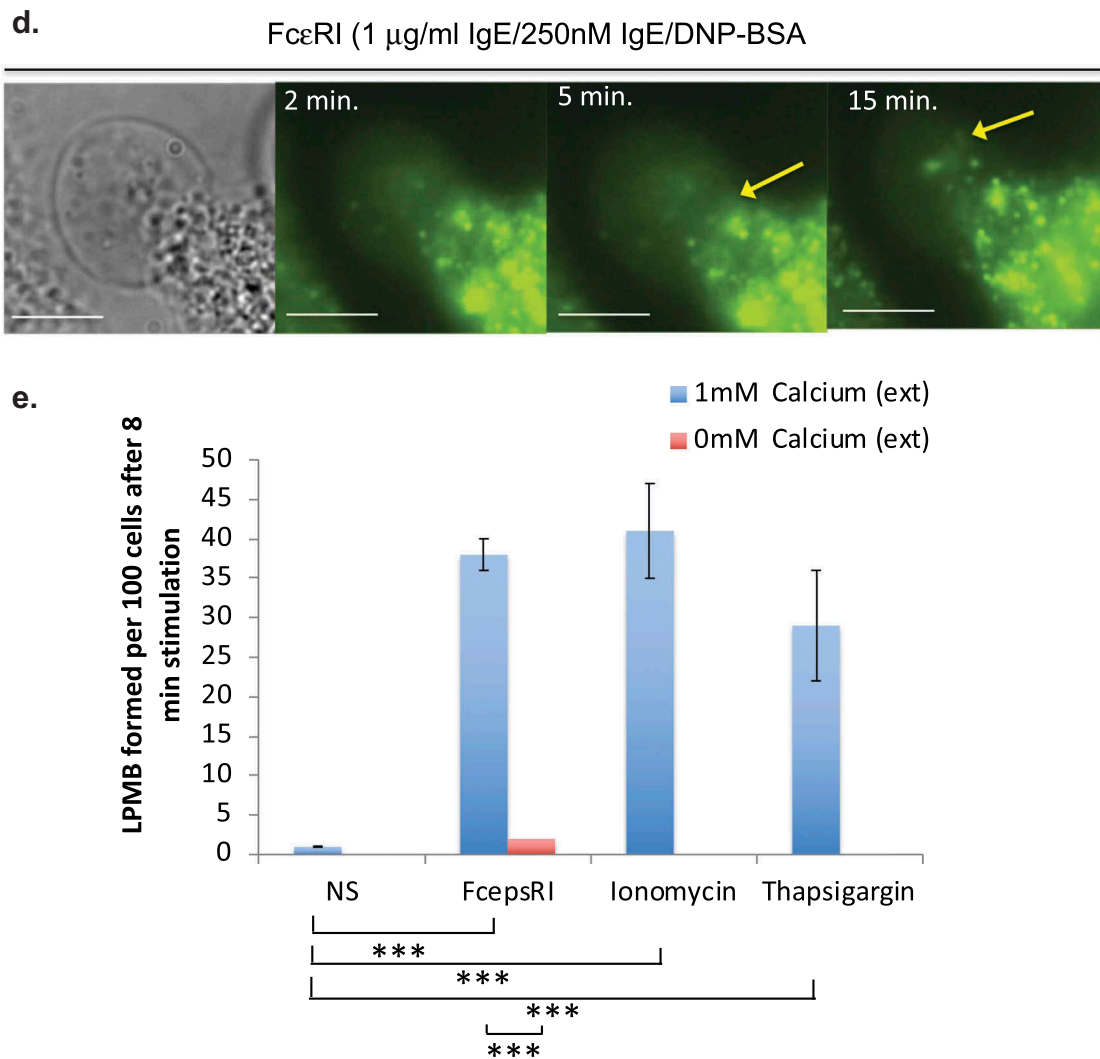 d.
FcεRI (1 μg/ml IgE/250nM IgE/DNP-BSA
2 min.
5 min.
15 min.
e.
1mM Calcium (ext)
0mM Calcium (ext)
LPMB formed per 100 cells after 8
min stimulation
50
45
40
35
30
25
20
15
10
5
0
NS FcepsRI Ionomycin Thapsigargin
***
***
***
***